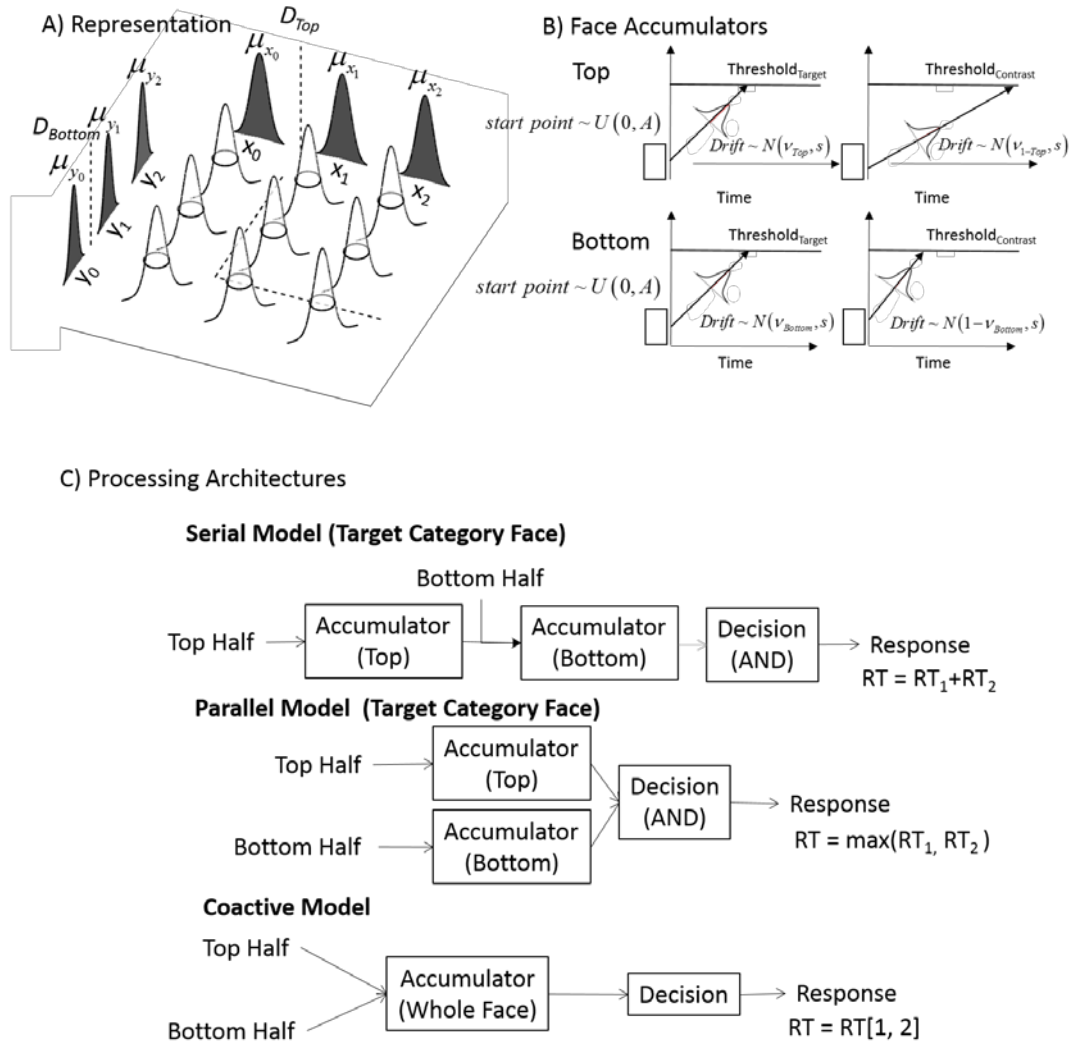 A) Representation
D_Top
μ_x0
μ_x1
μ_x2
μ_y2
μ_y1
D_Bottom
μ_y0
x_0
x_1
x_2
y_2
y_1
y_0
B) Face Accumulators
Top
Threshold_Target
Threshold_Contrast
start point ~ U(0, A)
Drift ~ N(v_Top, s)
Drift ~ N(v_1-Top, s)
Time
Time
Bottom
Threshold_Target
Threshold_Contrast
start point ~ U(0, A)
Drift ~ N(v_Bottom, s)
Drift ~ N(1-v_Bottom, s)
Time
Time
C) Processing Architectures
Serial Model (Target Category Face)
Bottom Half
Top Half
Accumulator
(Top)
Accumulator
(Bottom)
Decision
(AND)
Response
RT = RT_1+RT_2
Parallel Model (Target Category Face)
Top Half
Accumulator
(Top)
Bottom Half
Accumulator
(Bottom)
Decision
(AND)
Response
RT = max(RT_1, RT_2 )
Coactive Model
Top Half
Bottom Half
Accumulator
(Whole Face)
Decision
Response
RT = RT[1, 2]